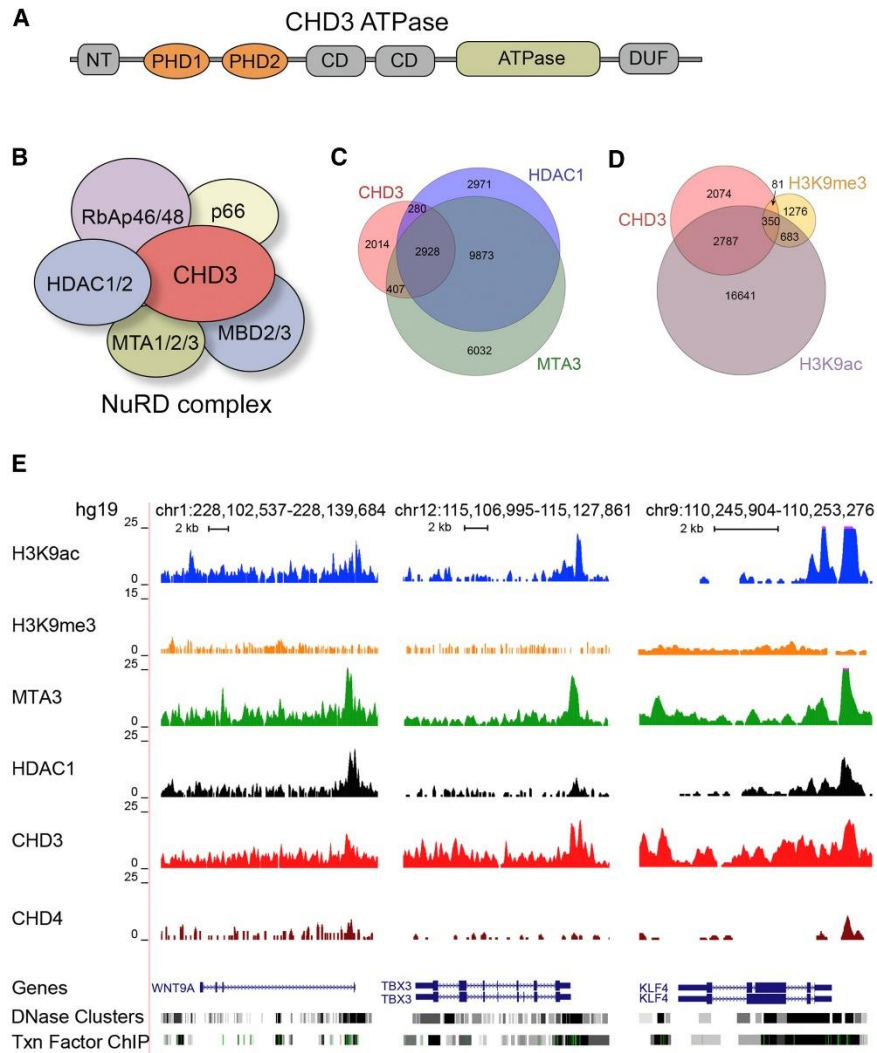 A
CHD3 ATPase
NT PHD1 PHD2 CD CD ATPase DUF
B
RbAp46/48 p66
HDAC1/2 CHD3
MTA1/2/3 MBD2/3
NuRD complex
C
HDAC1
CHD3
2971
280
2014 2928 9873
407
6032
MTA3
D
81
H3K9me3
2074
CHD3 350 1276
2787 683
16641
H3K9ac
E
hg19 chr1:228,102,537-228,139,684 chr12:115,106,995-115,127,861 chr9:110,245,904-110,253,276
25 2 kb 2 kb 2 kb
H3K9ac
0
15
H3K9me3
0
25
MTA3
0
25
HDAC1
0
25
CHD3
0
25
CHD4
0
Genes WNT9A TBX3 KLF4
TBX3 KLF4
DNase Clusters
Txn Factor ChIP